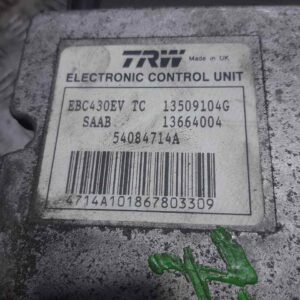 TRW Made in UK
ELECTRONIC CONTROL UNIT
EBC430EV TC 13509104G
SAAB 13664004
54084714A
4714A101867803309